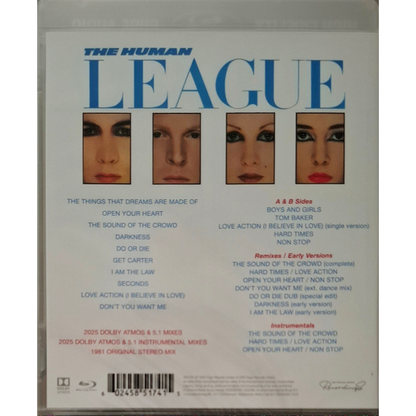 THE HUMAN
LEAGUE
THE THINGS THAT DREAMS ARE MADE OF
OPEN YOUR HEART
THE SOUND OF THE CROWD
DARKNESS
DO OR DIE
GET CARTER
I AM THE LAW
SECONDS
LOVE ACTION (I BELIEVE IN LOVE)
DON'T YOU WANT ME
2025 DOLBY ATMOS & 5.1 MIXES
2025 DOLBY ATMOS & 5.1 INSTRUMENTAL MIXES
1981 ORIGINAL STEREO MIX
A & B Sides
BOYS AND GIRLS
TOM BAKER
LOVE ACTION (I BELIEVE IN LOVE) (single version)
HARD TIMES
NON STOP
Remixes / Early Versions
THE SOUND OF THE CROWD (complete)
HARD TIMES / LOVE ACTION
OPEN YOUR HEART / NON STOP
DON'T YOU WANT ME (ext. dance mix)
DO OR DIE DUB (special edit)
DARKNESS (early version)
I AM THE LAW (early version)
Instrumentals
THE SOUND OF THE CROWD
HARD TIMES / LOVE ACTION
OPEN YOUR HEART / NON STOP
6 02458 51741